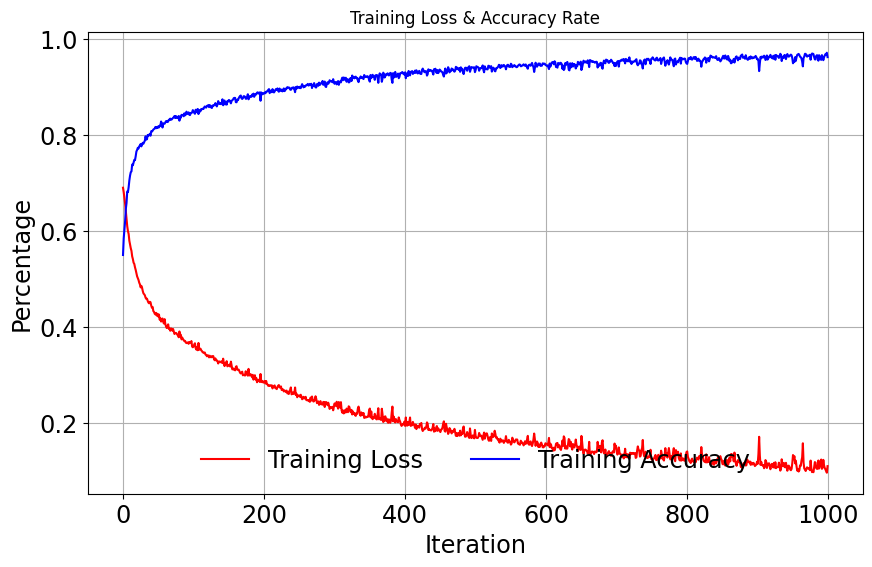 Training Loss & Accuracy Rate
1.0
0.8
0.6
0.4
0.2
Percentage
Training Loss Training Accuracy
0 200 400 600 800 1000
Iteration